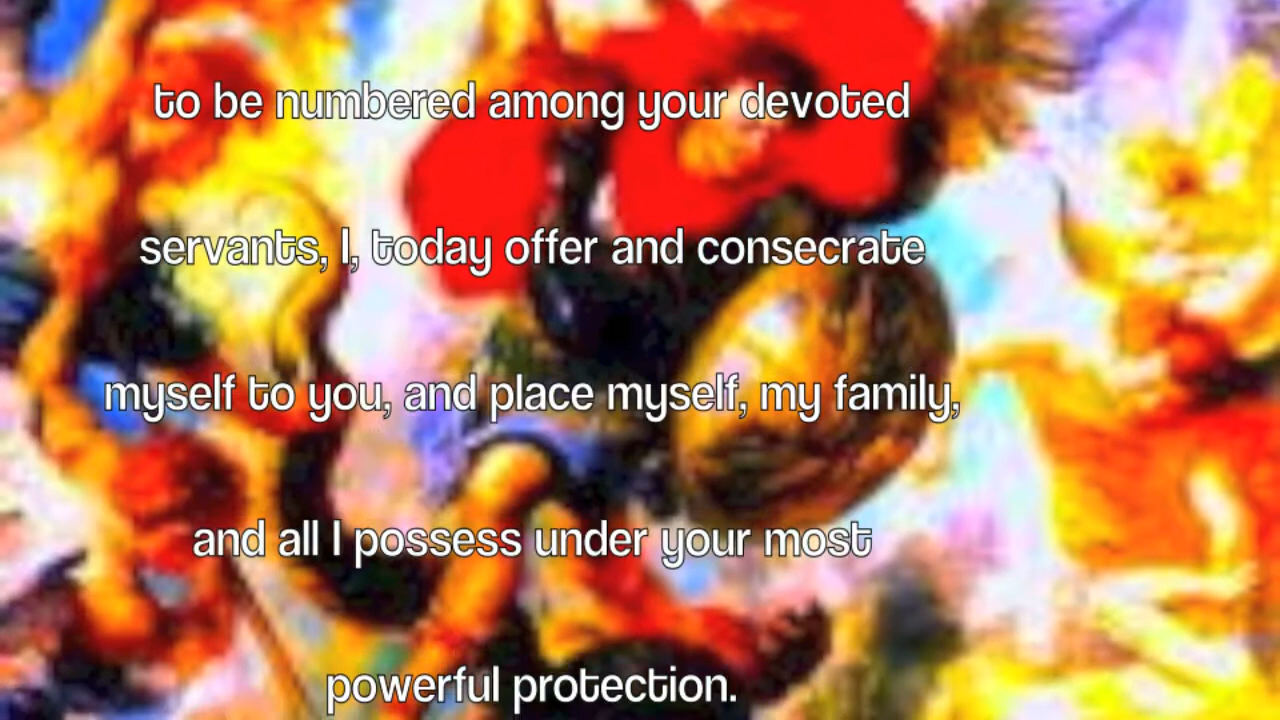 to be numbered among your devoted
servants, I, today offer and consecrate
myself to you, and place myself, my family,
and all I possess under your most
powerful protection.